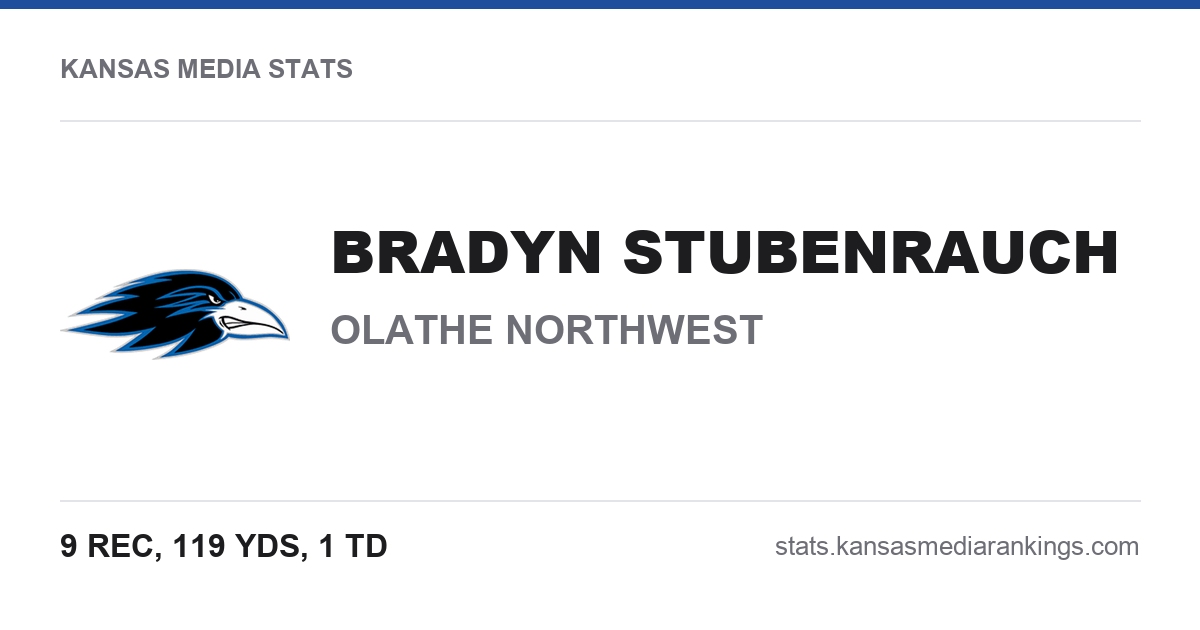 KANSAS MEDIA STATS
BRADYN STUBENRAUCH
OLATHE NORTHWEST
9 REC, 119 YDS, 1 TD
stats.kansasmediarankings.com